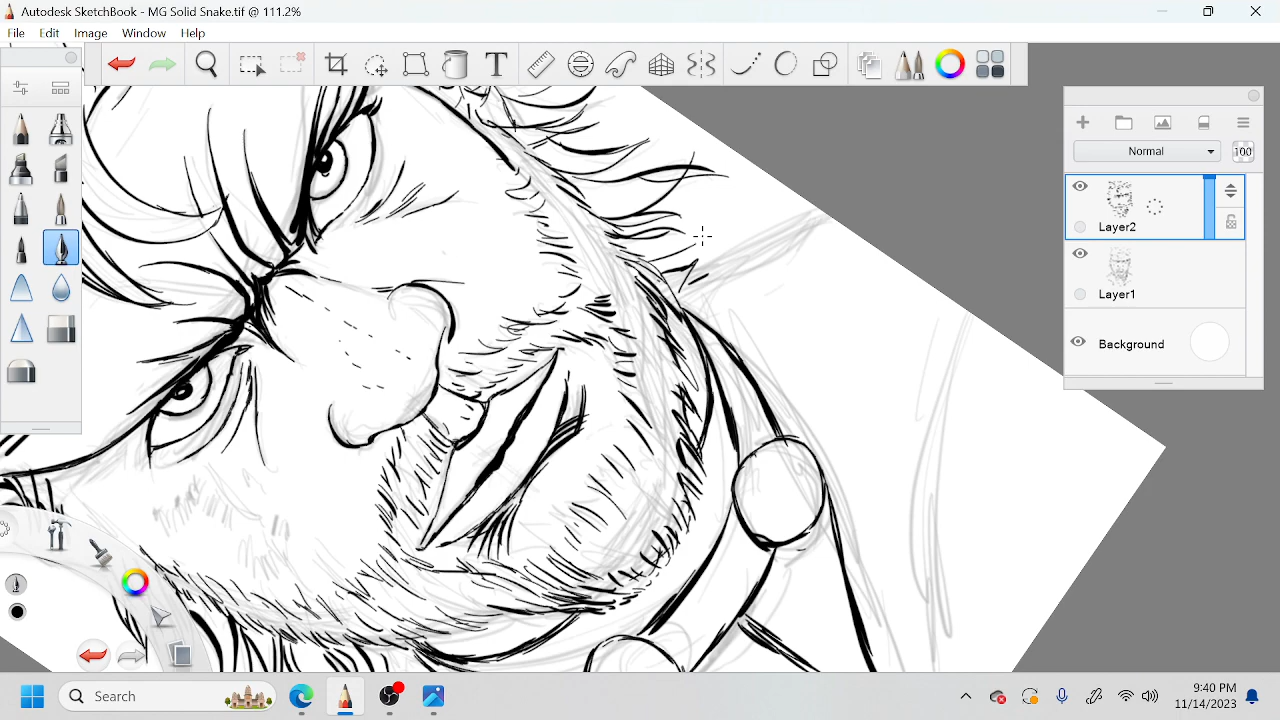 Autodesk SketchBook - MG Solid Snake.tif @ 111.2%
File Edit Image Window Help
T
Normal 100
Layer2
Layer1
Background
Search
9:40 PM
11/14/2023